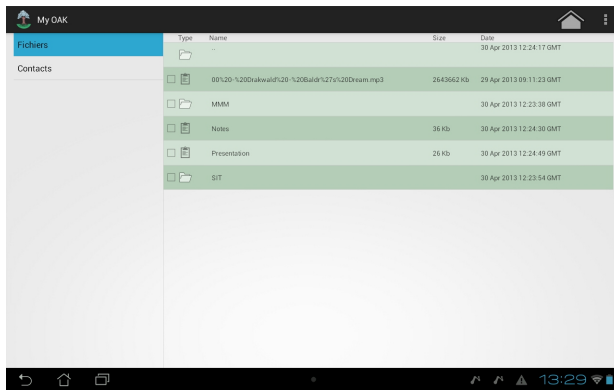 My OAK
Fichiers
Contacts
Type Name Size Date
.. 30 Apr 2013 12:24:17 GMT
00%20-%20Drakwald%20-%20Baldr%27s%20Dream.mp3 2643662 Kb 29 Apr 2013 09:11:23 GMT
MMM 30 Apr 2013 12:23:38 GMT
Notes 36 Kb 30 Apr 2013 12:24:30 GMT
Presentation 26 Kb 30 Apr 2013 12:24:49 GMT
SIT 30 Apr 2013 12:23:54 GMT
13:29